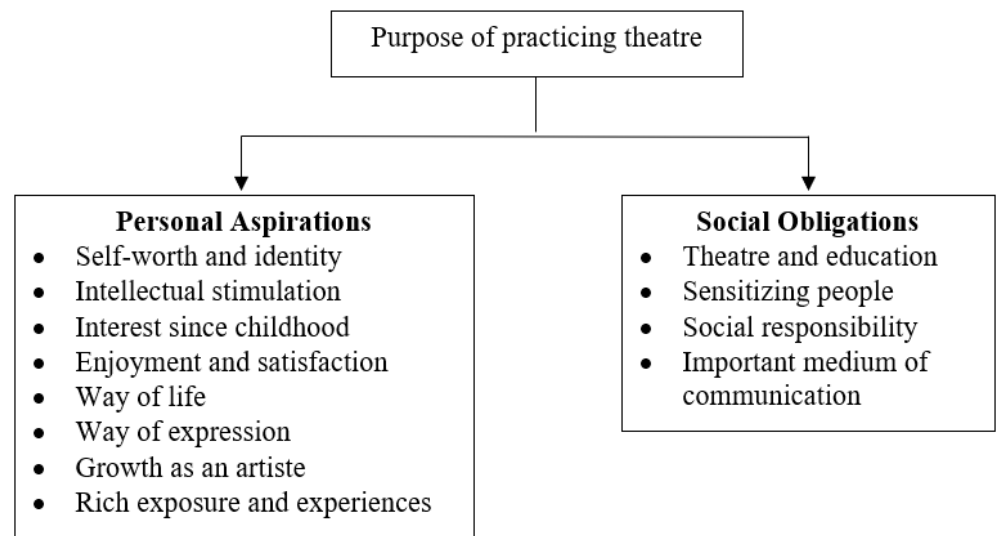 Purpose of practicing theatre
Personal Aspirations
• Self-worth and identity
• Intellectual stimulation
• Interest since childhood
• Enjoyment and satisfaction
• Way of life
• Way of expression
• Growth as an artiste
• Rich exposure and experiences
Social Obligations
• Theatre and education
• Sensitizing people
• Social responsibility
• Important medium of
communication